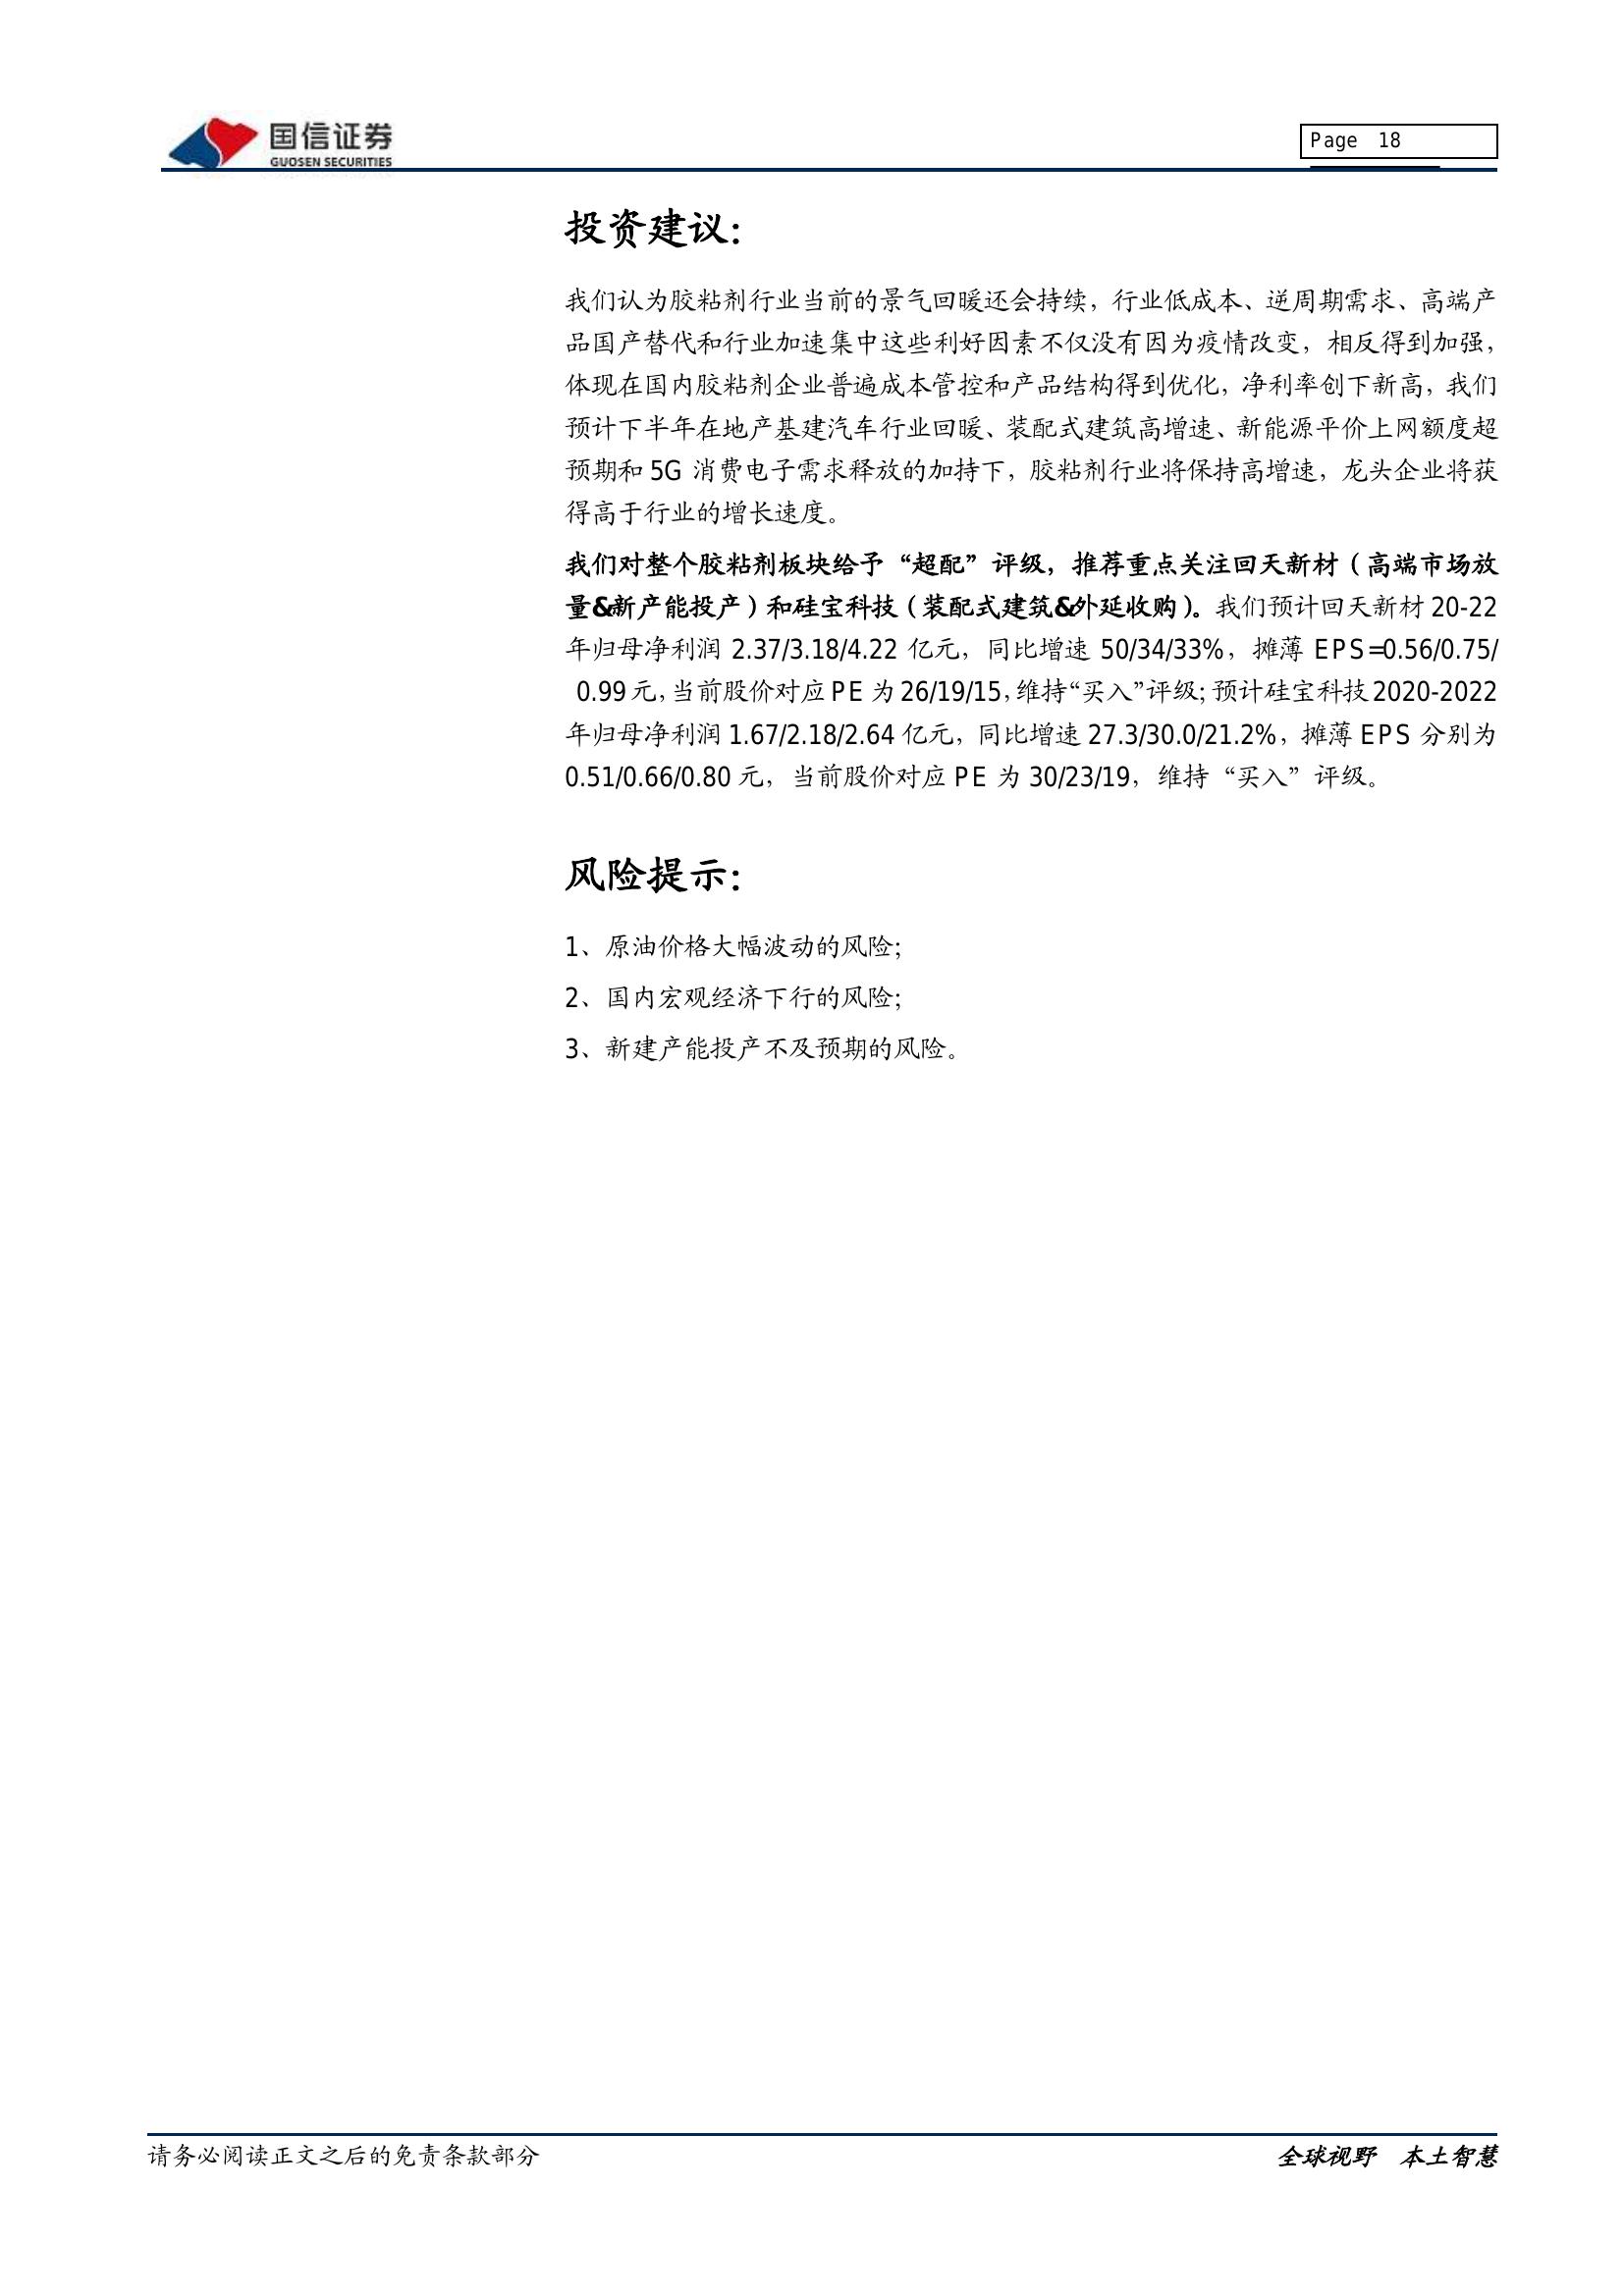 国信证券
GUOSEN SECURITIES
Page 18
投资建议：
我们认为胶粘剂行业当前的景气回暖还会持续，行业低成本、逆周期需求、高端产
品国产替代和行业加速集中这些利好因素不仅没有因为疫情改变，相反得到加强，
体现在国内胶粘剂企业普遍成本管控和产品结构得到优化，净利率创下新高，我们
预计下半年在地产基建汽车行业回暖、装配式建筑高增速、新能源平价上网额度超
预期和 5G 消费电子需求释放的加持下，胶粘剂行业将保持高增速，龙头企业将获
得高于行业的增长速度。
我们对整个胶粘剂板块给予“超配”评级，推荐重点关注回天新材（高端市场放
量&新产能投产）和硅宝科技（装配式建筑&外延收购）。我们预计回天新材 20-22
年归母净利润 2.37/3.18/4.22 亿元，同比增速 50/34/33%，摊薄 EPS=0.56/0.75/
0.99 元，当前股价对应 PE 为 26/19/15，维持“买入”评级；预计硅宝科技 2020-2022
年归母净利润 1.67/2.18/2.64 亿元，同比增速 27.3/30.0/21.2%，摊薄 EPS 分别为
0.51/0.66/0.80 元，当前股价对应 PE 为 30/23/19，维持“买入”评级。
风险提示：
1、原油价格大幅波动的风险；
2、国内宏观经济下行的风险；
3、新建产能投产不及预期的风险。
请务必阅读正文之后的免责条款部分
全球视野 本土智慧